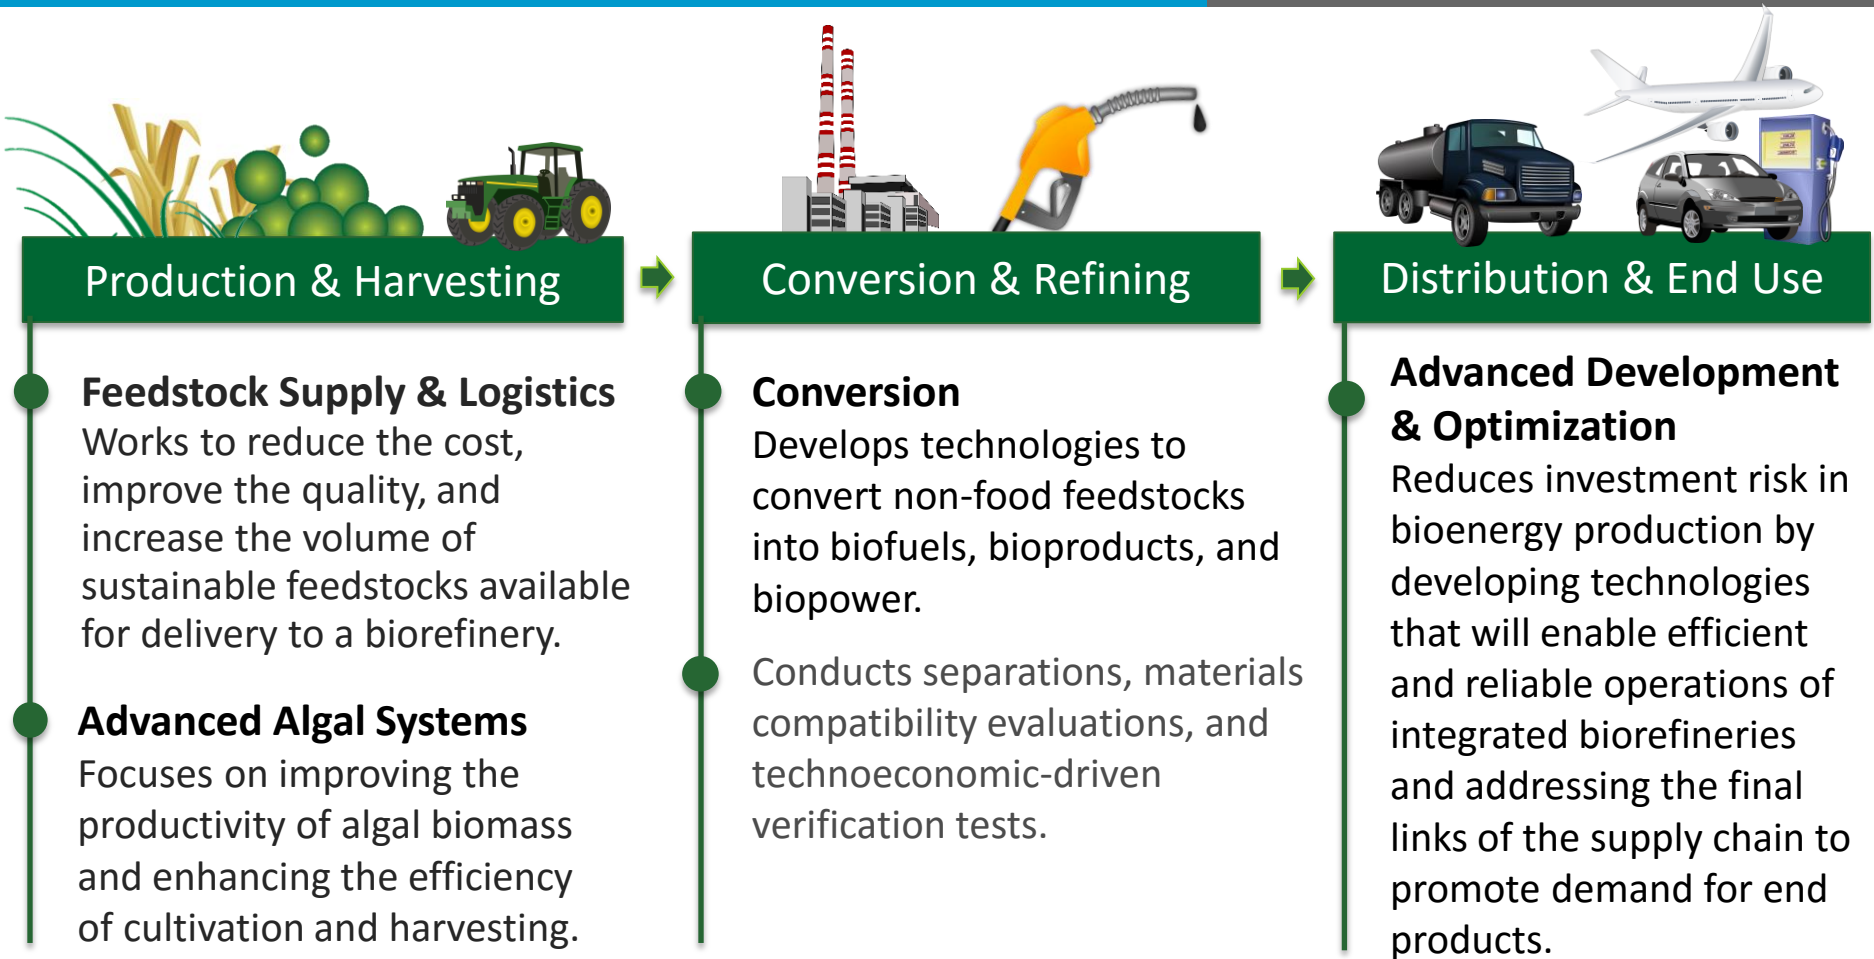 Production & Harvesting
Feedstock Supply & Logistics
Works to reduce the cost,
improve the quality, and
increase the volume of
sustainable feedstocks available
for delivery to a biorefinery.
Advanced Algal Systems
Focuses on improving the
productivity of algal biomass
and enhancing the efficiency
of cultivation and harvesting.
Conversion & Refining
Conversion
Develops technologies to
convert non-food feedstocks
into biofuels, bioproducts, and
biopower.
Conducts separations, materials
compatibility evaluations, and
technoeconomic-driven
verification tests.
Distribution & End Use
Advanced Development
& Optimization
Reduces investment risk in
bioenergy production by
developing technologies
that will enable efficient
and reliable operations of
integrated biorefineries
and addressing the final
links of the supply chain to
promote demand for end
products.